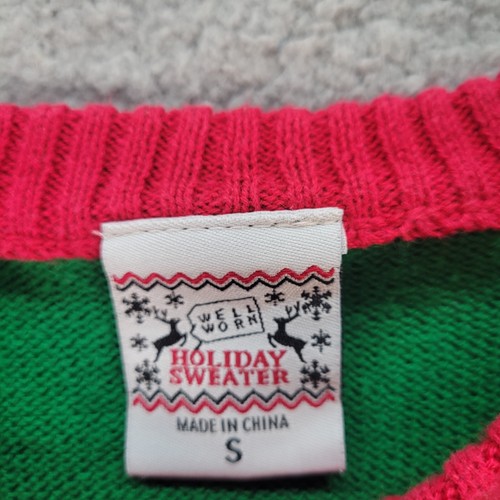 WELL
WORN
HOLIDAY
SWEATER
MADE IN CHINA
S